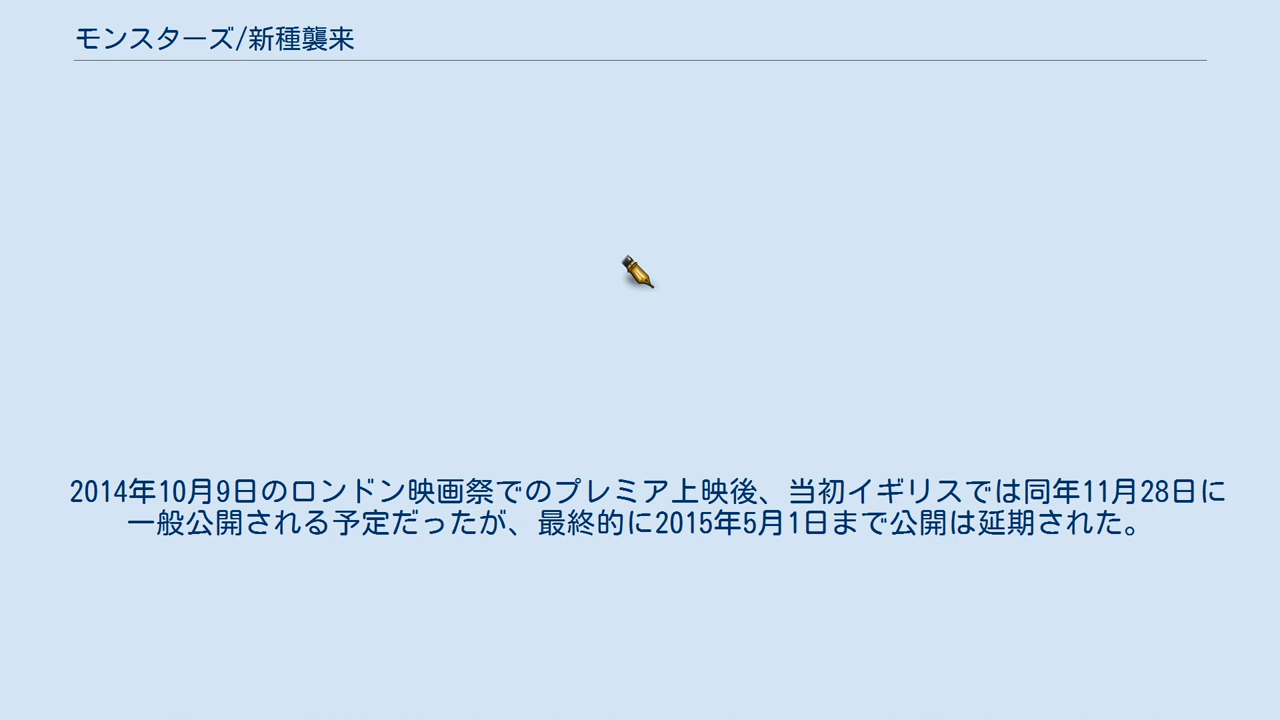 モンスターズ/新種襲来
2014年10月9日のロンドン映画祭でのプレミア上映後、当初イギリスでは同年11月28日に
一般公開される予定だったが、最終的に2015年5月1日まで公開は延期された。